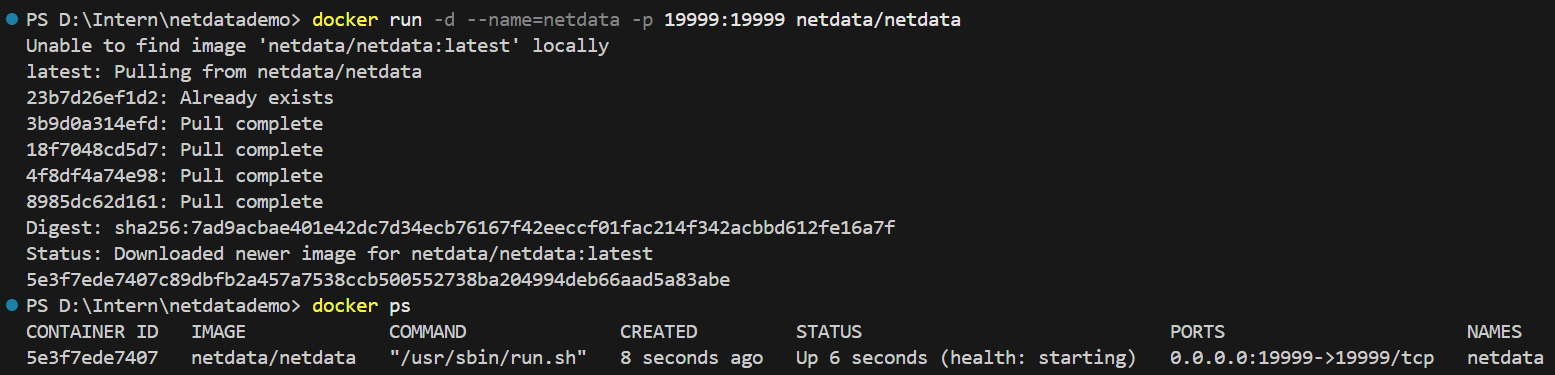 PS D:\Intern\netdatademo> docker run -d --name=netdata -p 19999:19999 netdata/netdata
Unable to find image 'netdata/netdata:latest' locally
latest: Pulling from netdata/netdata
23b7d26ef1d2: Already exists
3b9d0a314efd: Pull complete
18f7048cd5d7: Pull complete
4f8df4a74e98: Pull complete
8985dc62d161: Pull complete
Digest: sha256:7ad9acbae401e42dc7d34ecb76167f42eeccf01fac214f342acbbd612fe16a7f
Status: Downloaded newer image for netdata/netdata:latest
5e3f7ede7407c89dbfb2a457a7538ccb500552738ba204994deb66aad5a83abe
PS D:\Intern\netdatademo> docker ps
CONTAINER ID   IMAGE             COMMAND              CREATED         STATUS                            PORTS                      NAMES
5e3f7ede7407   netdata/netdata   "/usr/sbin/run.sh"   8 seconds ago   Up 6 seconds (health: starting)   0.0.0.0:19999->19999/tcp   netdata